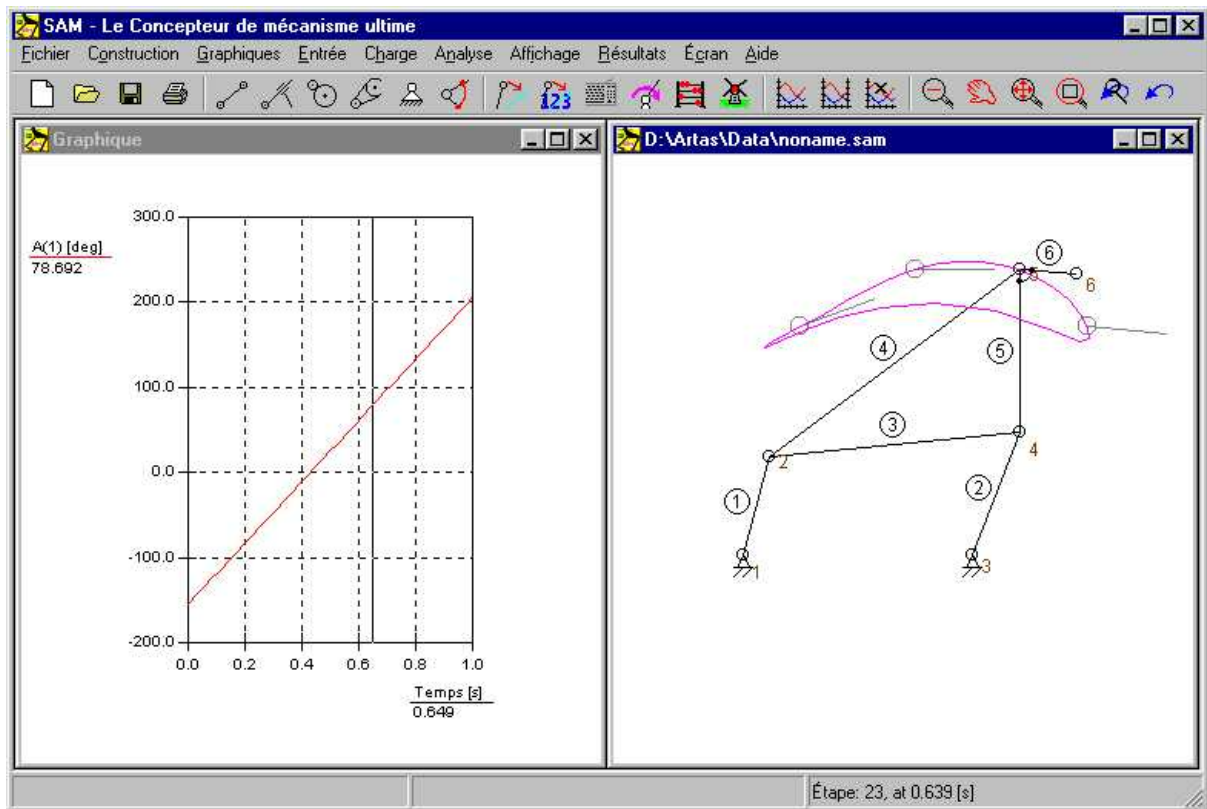 SAM - Le Concepteur de mécanisme ultime
Fichier Construction Graphiques Entrée Charge Analyse Affichage Résultats Écran Aide
123
Graphique
A(1) [deg]
78.692
300.0
200.0
100.0
0.0
-100.0
-200.0
0.0 0.2 0.4 0.6 0.8 1.0
Temps [s]
0.649
D:\Artas\Data\noname.sam
6
5
6
4
5
3
2
4
1
2
1
3
Étape: 23, at 0.639 [s]